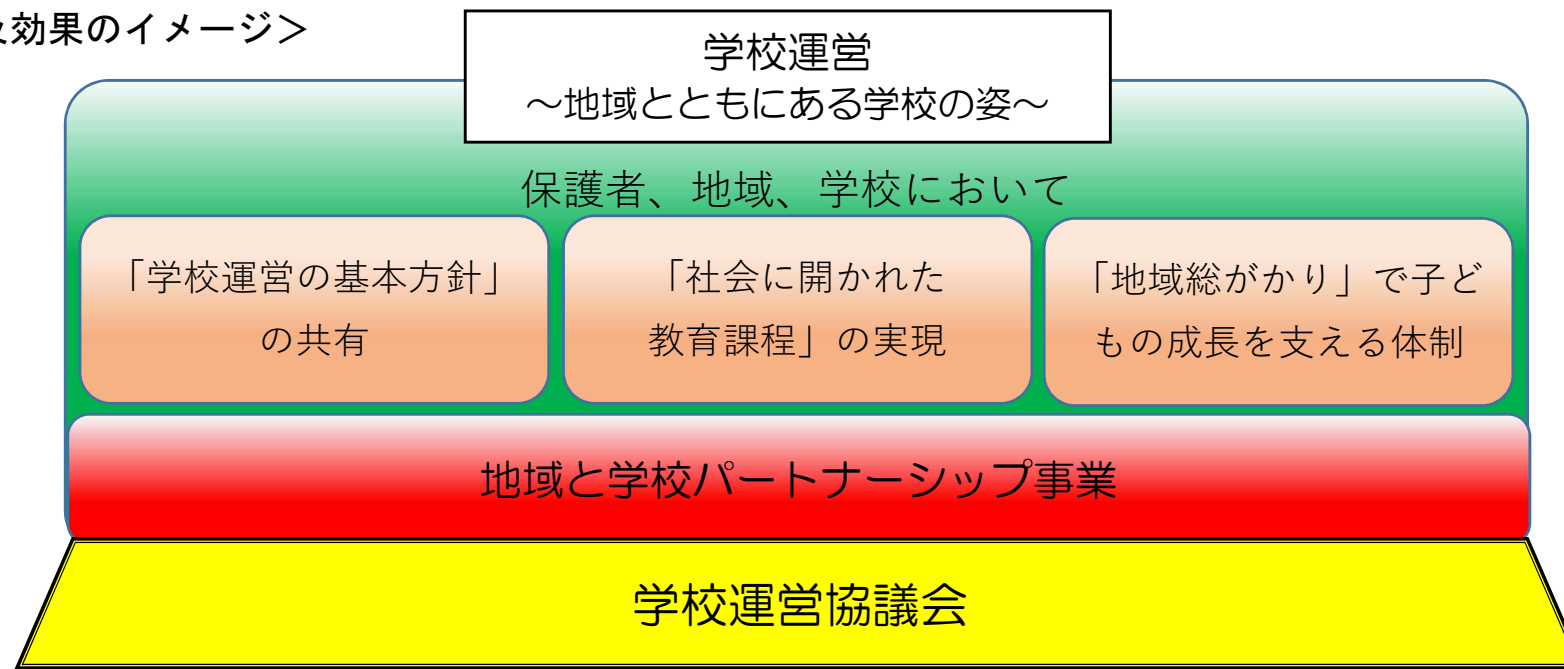 効果のイメージ＞
学校運営
～地域とともにある学校の姿～
保護者、地域、学校において
「学校運営の基本方針」
の共有
「社会に開かれた
教育課程」の実現
「地域総がかり」で子ど
もの成長を支える体制
地域と学校パートナーシップ事業
学校運営協議会